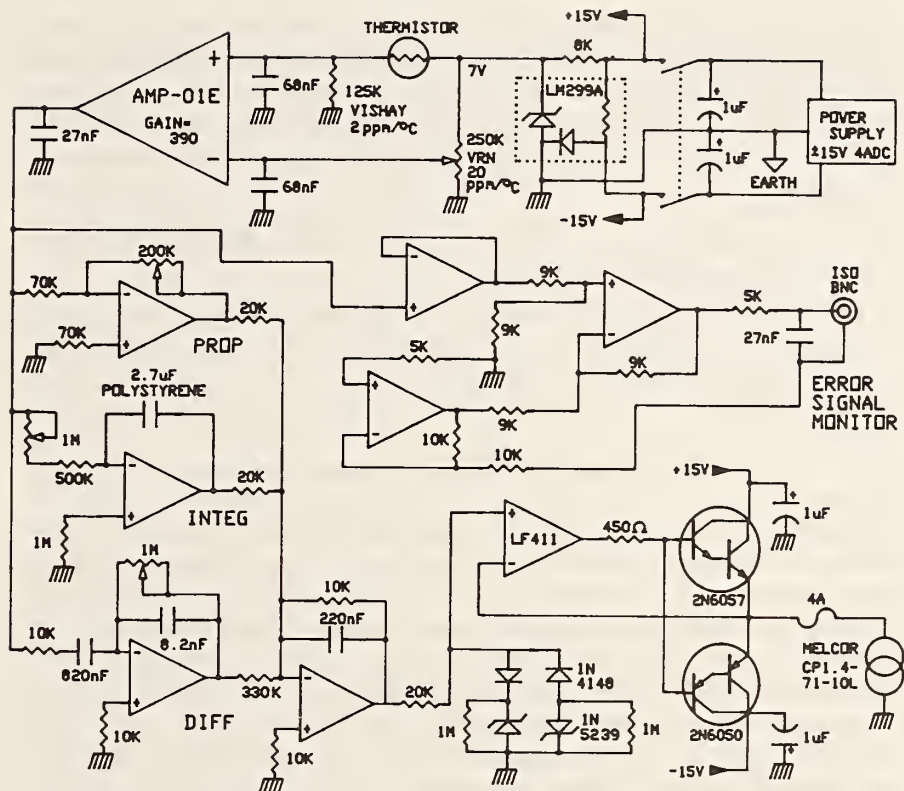 THERMISTOR
+15V
8K
7V
LM299A
AMP-01E
GAIN=
390
+
-
68nF
125K
VISHAY
2ppm/°C
27nF
68nF
250K
VRN
20
ppm/°C
+
1uF
1uF
+
POWER
SUPPLY
±15V 4ADC
EARTH
-15V
200K
70K
-
+
70K
20K
PROP
-
+
9K
9K
+
-
5K
ISO
BNC
27nF
5K
+
-
9K
9K
10K
10K
ERROR
SIGNAL
MONITOR
2.7uF
POLYSTYRENE
1M
500K
-
+
20K
INTEG
1M
+15V
+
1uF
+
-
LF411
450Ω
2N6057
1M
10K
820nF
8.2nF
-
+
330K
DIFF
10K
10K
220nF
-
+
20K
10K
1N
4148
1M
1N
5239
1M
4A
MELCOR
CP1.4-
71-10L
2N6050
1uF
+
-15V